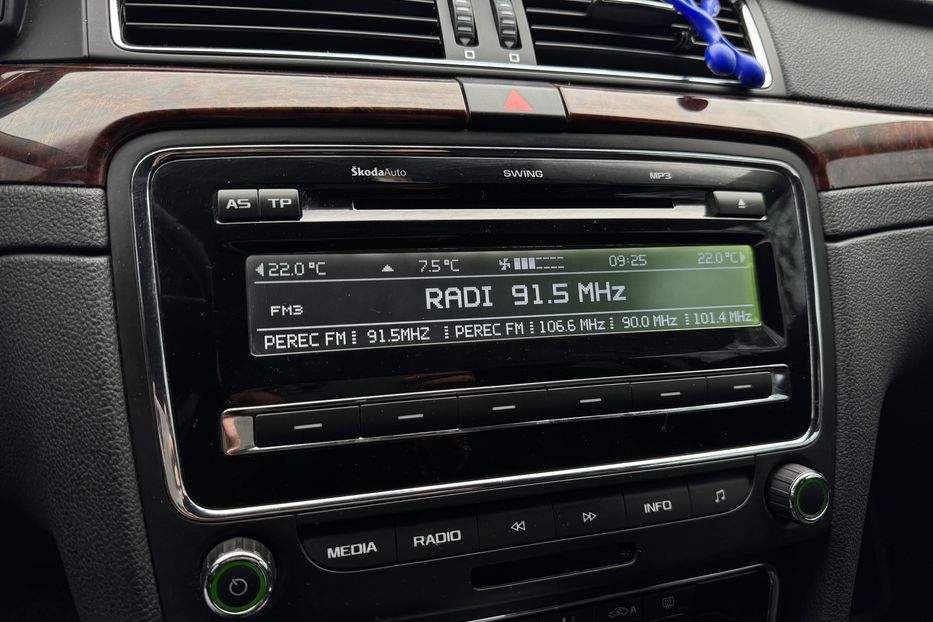 ŠkodaAuto SWING MP3
AS TP
22.0°C 7.5°C 09:25 22.0°C
RADI 91.5 MHz
FM3
PEREC FM 91.5MHZ PEREC FM 106.6 MHz 90.0 MHz 101.4 MHz
MEDIA RADIO INFO
A